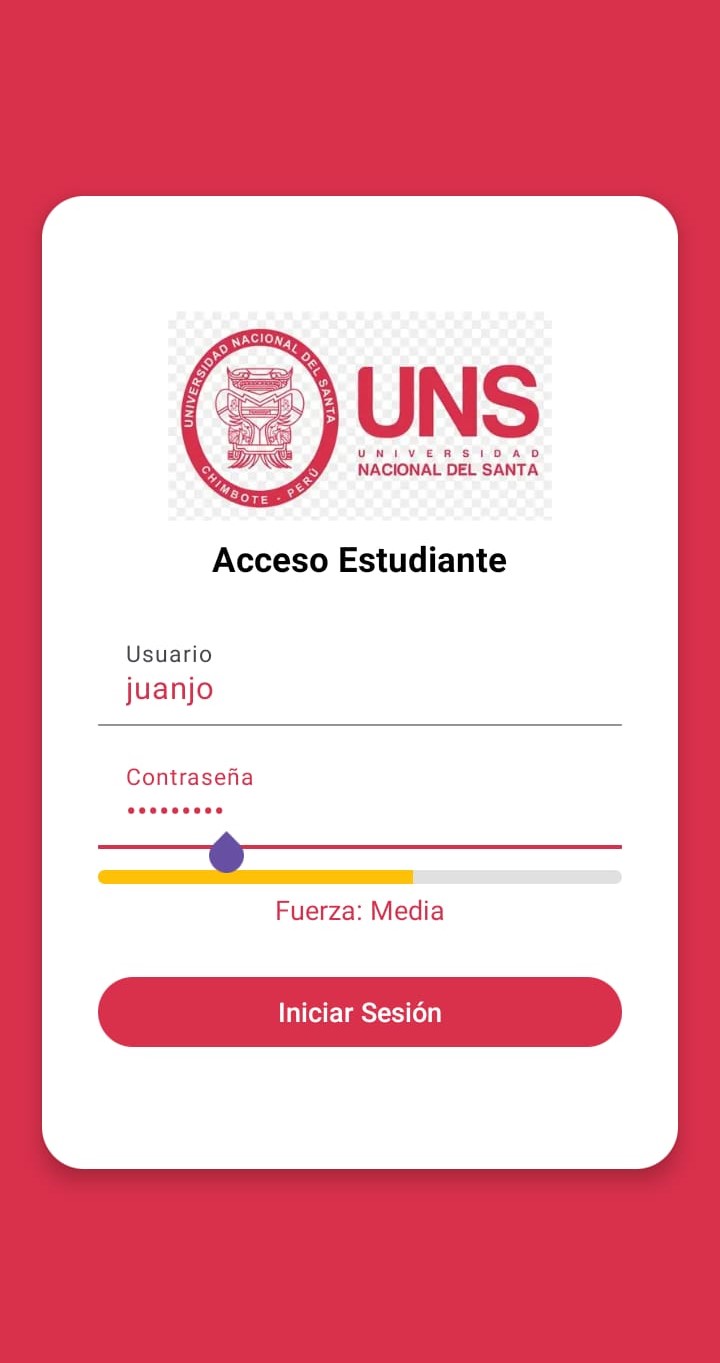 UNIVERSIDAD NACIONAL DEL SANTA
CHIMBOTE - PERÚ
UNS
UNIVERSIDAD
NACIONAL DEL SANTA
Acceso Estudiante
Usuario
juanjo
Contraseña
•••••••••
Fuerza: Media
Iniciar Sesión